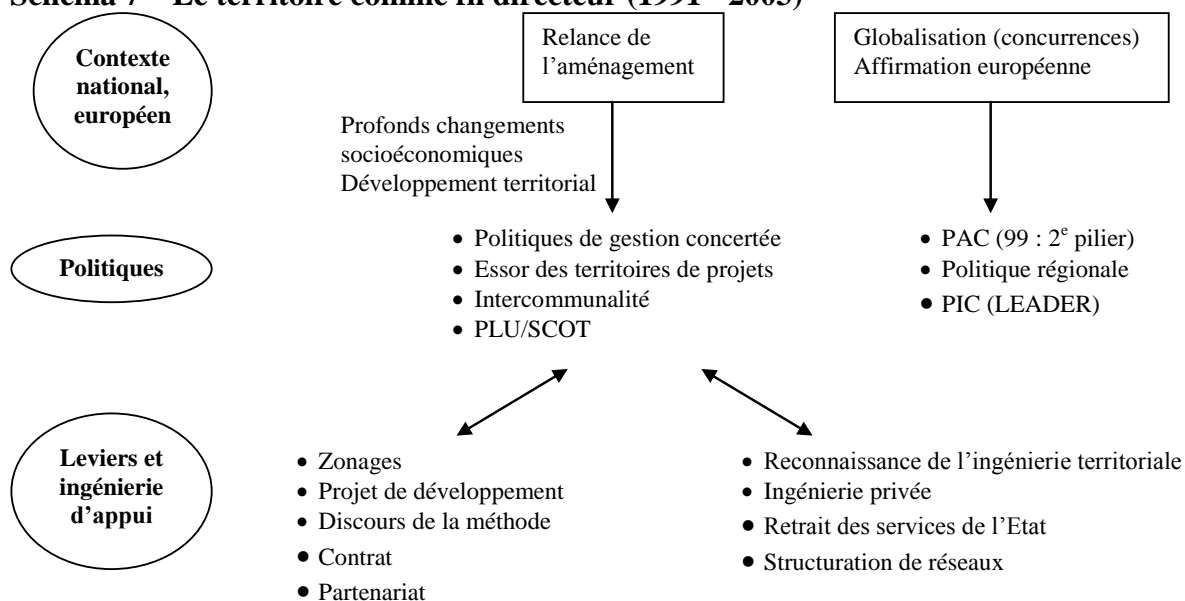 Schéma 7 – Le territoire comme fil directeur (1991 -
Contexte
national,
européen
Relance de
l’aménagement
Globalisation (concurrences)
Affirmation européenne
Profonds changements
socioéconomiques
Développement territorial
Politiques
• Politiques de gestion concertée
• Essor des territoires de projets
• Intercommunalité
• PLU/SCOT
• PAC (99 : 2e pilier)
• Politique régionale
• PIC (LEADER)
Leviers et
ingénierie
d’appui
• Zonages
• Projet de développement
• Discours de la méthode
• Contrat
• Partenariat
• Reconnaissance de l’ingénierie territoriale
• Ingénierie privée
• Retrait des services de l’Etat
• Structuration de réseaux